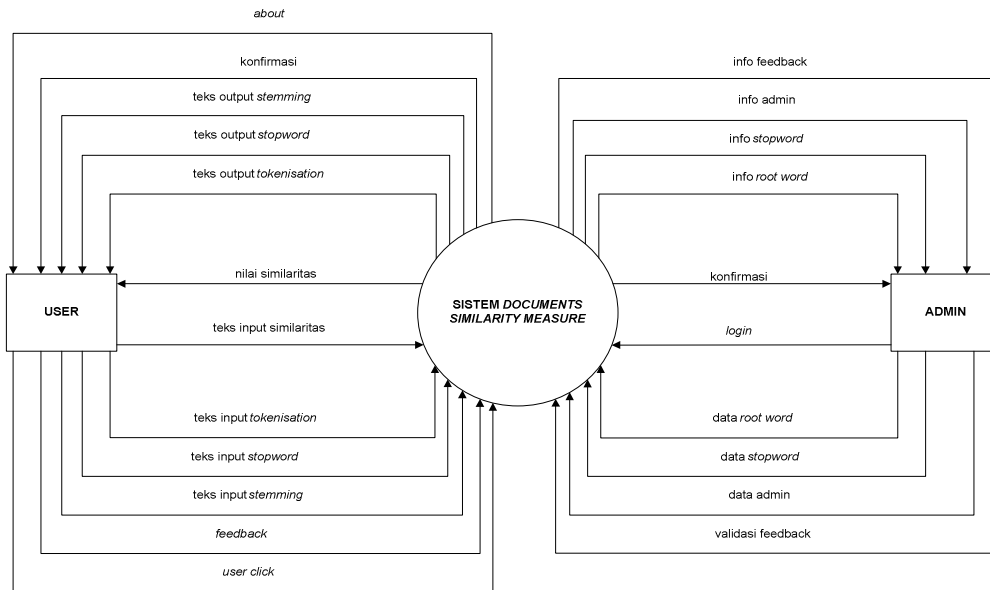 about
konfirmasi
teks output stemming
teks output stopword
teks output tokenisation
nilai similaritas
USER
teks input similaritas
teks input tokenisation
teks input stopword
teks input stemming
feedback
user click
SISTEM DOCUMENTS
SIMILARITY MEASURE
info feedback
info admin
info stopword
info root word
konfirmasi
ADMIN
login
data root word
data stopword
data admin
validasi feedback